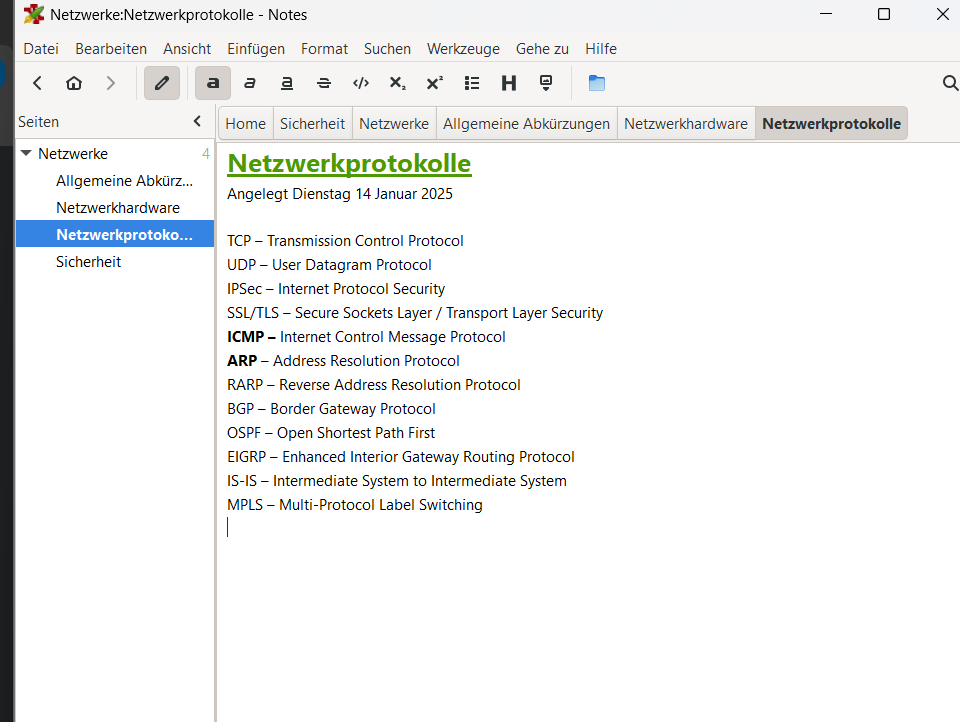 Netzwerke:Netzwerkprotokolle - Notes
Datei Bearbeiten Ansicht Einfügen Format Suchen Werkzeuge Gehe zu Hilfe
a a a S </> X₂ X² H
Seiten
Home Sicherheit Netzwerke Allgemeine Abkürzungen Netzwerkhardware Netzwerkprotokolle
Netzwerke 4
Allgemeine Abkürz...
Netzwerkhardware
Netzwerkprotoko...
Sicherheit
Netzwerkprotokolle
Angelegt Dienstag 14 Januar 2025
TCP – Transmission Control Protocol
UDP – User Datagram Protocol
IPSec – Internet Protocol Security
SSL/TLS – Secure Sockets Layer / Transport Layer Security
ICMP – Internet Control Message Protocol
ARP – Address Resolution Protocol
RARP – Reverse Address Resolution Protocol
BGP – Border Gateway Protocol
OSPF – Open Shortest Path First
EIGRP – Enhanced Interior Gateway Routing Protocol
IS-IS – Intermediate System to Intermediate System
MPLS – Multi-Protocol Label Switching